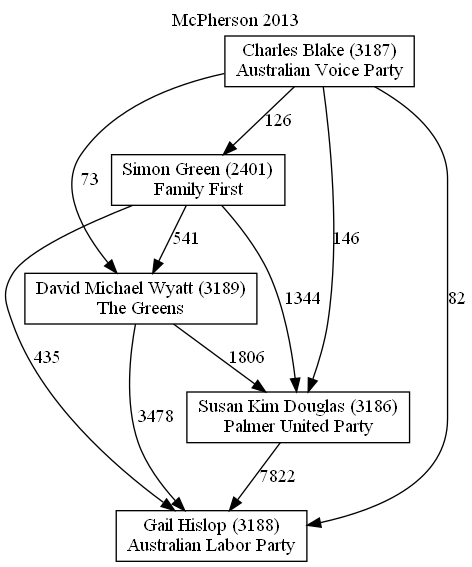 McPherson 2013
Charles Blake (3187)
Australian Voice Party
126
Simon Green (2401)
Family First
73
541
146
David Michael Wyatt (3189)
The Greens
1344
82
435
1806
3478
Susan Kim Douglas (3186)
Palmer United Party
7822
Gail Hislop (3188)
Australian Labor Party